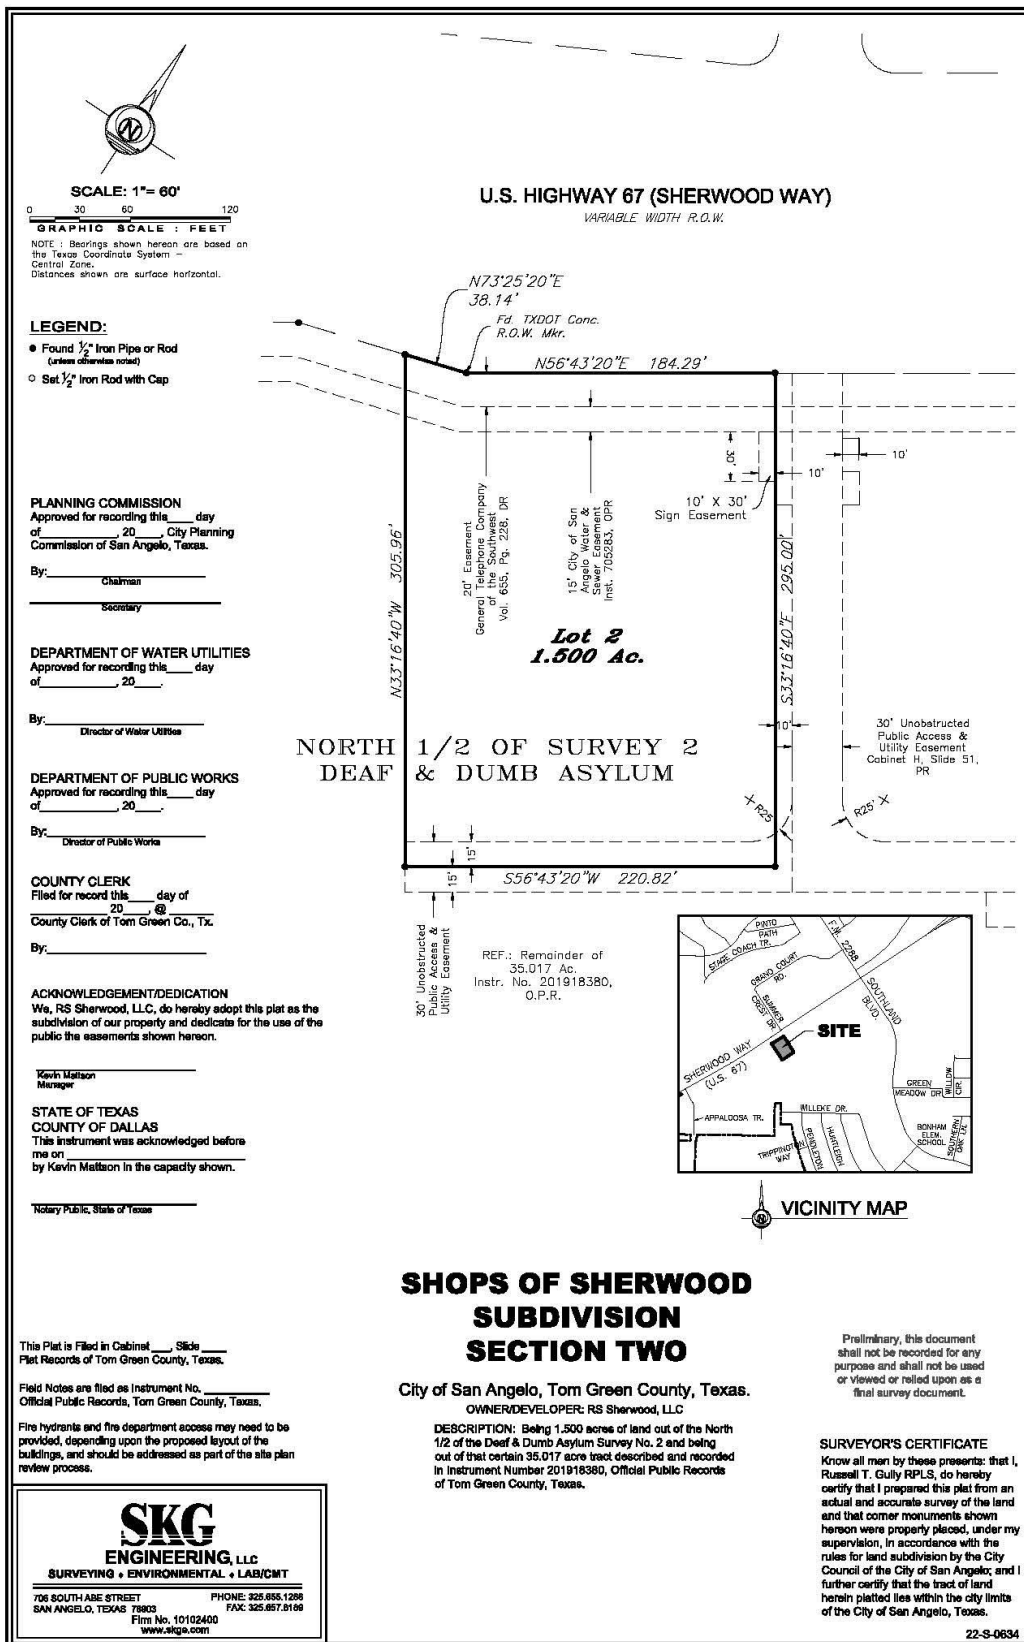 N
SCALE: 1"= 60'
0 30 60 120
GRAPHIC SCALE : FEET
NOTE : Bearings shown hereon are based on
the Texas Coordinate System –
Central Zone.
Distances shown are surface horizontal.
U.S. HIGHWAY 67 (SHERWOOD WAY)
VARIABLE WIDTH R.O.W.
N73°25'20"E
38.14'
Fd. TXDOT Conc.
R.O.W. Mkr.
N56°43'20"E 184.29'
LEGEND:
● Found 1/2" Iron Pipe or Rod
(unless otherwise noted)
○ Set 1/2" Iron Rod with Cap
30'
10'
10'
10' X 30'
Sign Easement
20' Easement
General Telephone Company
of the Southwest
Vol. 655, Pg. 228, DR
15' City of San
Angelo Water &
Sewer Easement
Inst. 705283, OPR
N33°16'40"W 305.96'
S33°16'40"E 295.00'
Lot 2
1.500 Ac.
NORTH 1/2 OF SURVEY 2
DEAF & DUMB ASYLUM
10'
30' Unobstructed
Public Access &
Utility Easement
Cabinet H, Slide 51,
PR
R25'
R25'
15'
15'
S56°43'20"W 220.82'
30' Unobstructed
Public Access &
Utility Easement
REF.: Remainder of
35.017 Ac.
Instr. No. 201918380,
O.P.R.
PLANNING COMMISSION
Approved for recording this____ day
of____________, 20____, City Planning
Commission of San Angelo, Texas.
By:________________________
Chairman
Secretary
DEPARTMENT OF WATER UTILITIES
Approved for recording this____ day
of____________, 20____.
By:________________________
Director of Water Utilities
DEPARTMENT OF PUBLIC WORKS
Approved for recording this____ day
of____________, 20____.
By:________________________
Director of Public Works
COUNTY CLERK
Filed for record this____ day of
____________ 20____, @ ______
County Clerk of Tom Green Co., Tx.
By:________________________
ACKNOWLEDGEMENT/DEDICATION
We, RS Sherwood, LLC, do hereby adopt this plat as the
subdivision of our property and dedicate for the use of the
public the easements shown hereon.
Kevin Mattson
Manager
STATE OF TEXAS
COUNTY OF DALLAS
This instrument was acknowledged before
me on ____________________________
by Kevin Mattson in the capacity shown.
Notary Public, State of Texas
PINTO
PATH
STAGE COACH TR.
GRAND COURT
RD.
SUMMER
CREST DR
F.M. 2288
SOUTHLAND
BLVD.
SITE
SHERWOOD WAY
(U.S. 67)
GREEN
MEADOW DR
WILLOW
CIR.
APPALOOSA TR.
WILLEKE DR.
TRIPPINGTON
WAY
PENDLETON
HUNTLEIGH
BONHAM
ELEM.
SCHOOL
SOUTHERN
OAK LN.
N
VICINITY MAP
SHOPS OF SHERWOOD
SUBDIVISION
SECTION TWO
City of San Angelo, Tom Green County, Texas.
OWNER/DEVELOPER: RS Sherwood, LLC
DESCRIPTION: Being 1.500 acres of land out of the North
1/2 of the Deaf & Dumb Asylum Survey No. 2 and being
out of that certain 35.017 acre tract described and recorded
in Instrument Number 201918380, Official Public Records
of Tom Green County, Texas.
This Plat is Filed in Cabinet ___, Slide ____
Plat Records of Tom Green County, Texas.
Field Notes are filed as Instrument No. __________
Official Public Records, Tom Green County, Texas.
Fire hydrants and fire department access may need to be
provided, depending upon the proposed layout of the
buildings, and should be addressed as part of the site plan
review process.
SKG
ENGINEERING, LLC
SURVEYING ♦ ENVIRONMENTAL ♦ LAB/CMT
706 SOUTH ABE STREET PHONE: 325.655.1288
SAN ANGELO, TEXAS 76903 FAX: 325.657.8189
Firm No. 10102400
www.skge.com
Preliminary, this document
shall not be recorded for any
purpose and shall not be used
or viewed or relied upon as a
final survey document.
SURVEYOR'S CERTIFICATE
Know all men by these presents: that I,
Russell T. Gully RPLS, do hereby
certify that I prepared this plat from an
actual and accurate survey of the land
and that corner monuments shown
hereon were properly placed, under my
supervision, in accordance with the
rules for land subdivision by the City
Council of the City of San Angelo; and I
further certify that the tract of land
herein platted lies within the city limits
of the City of San Angelo, Texas.
22-S-0634